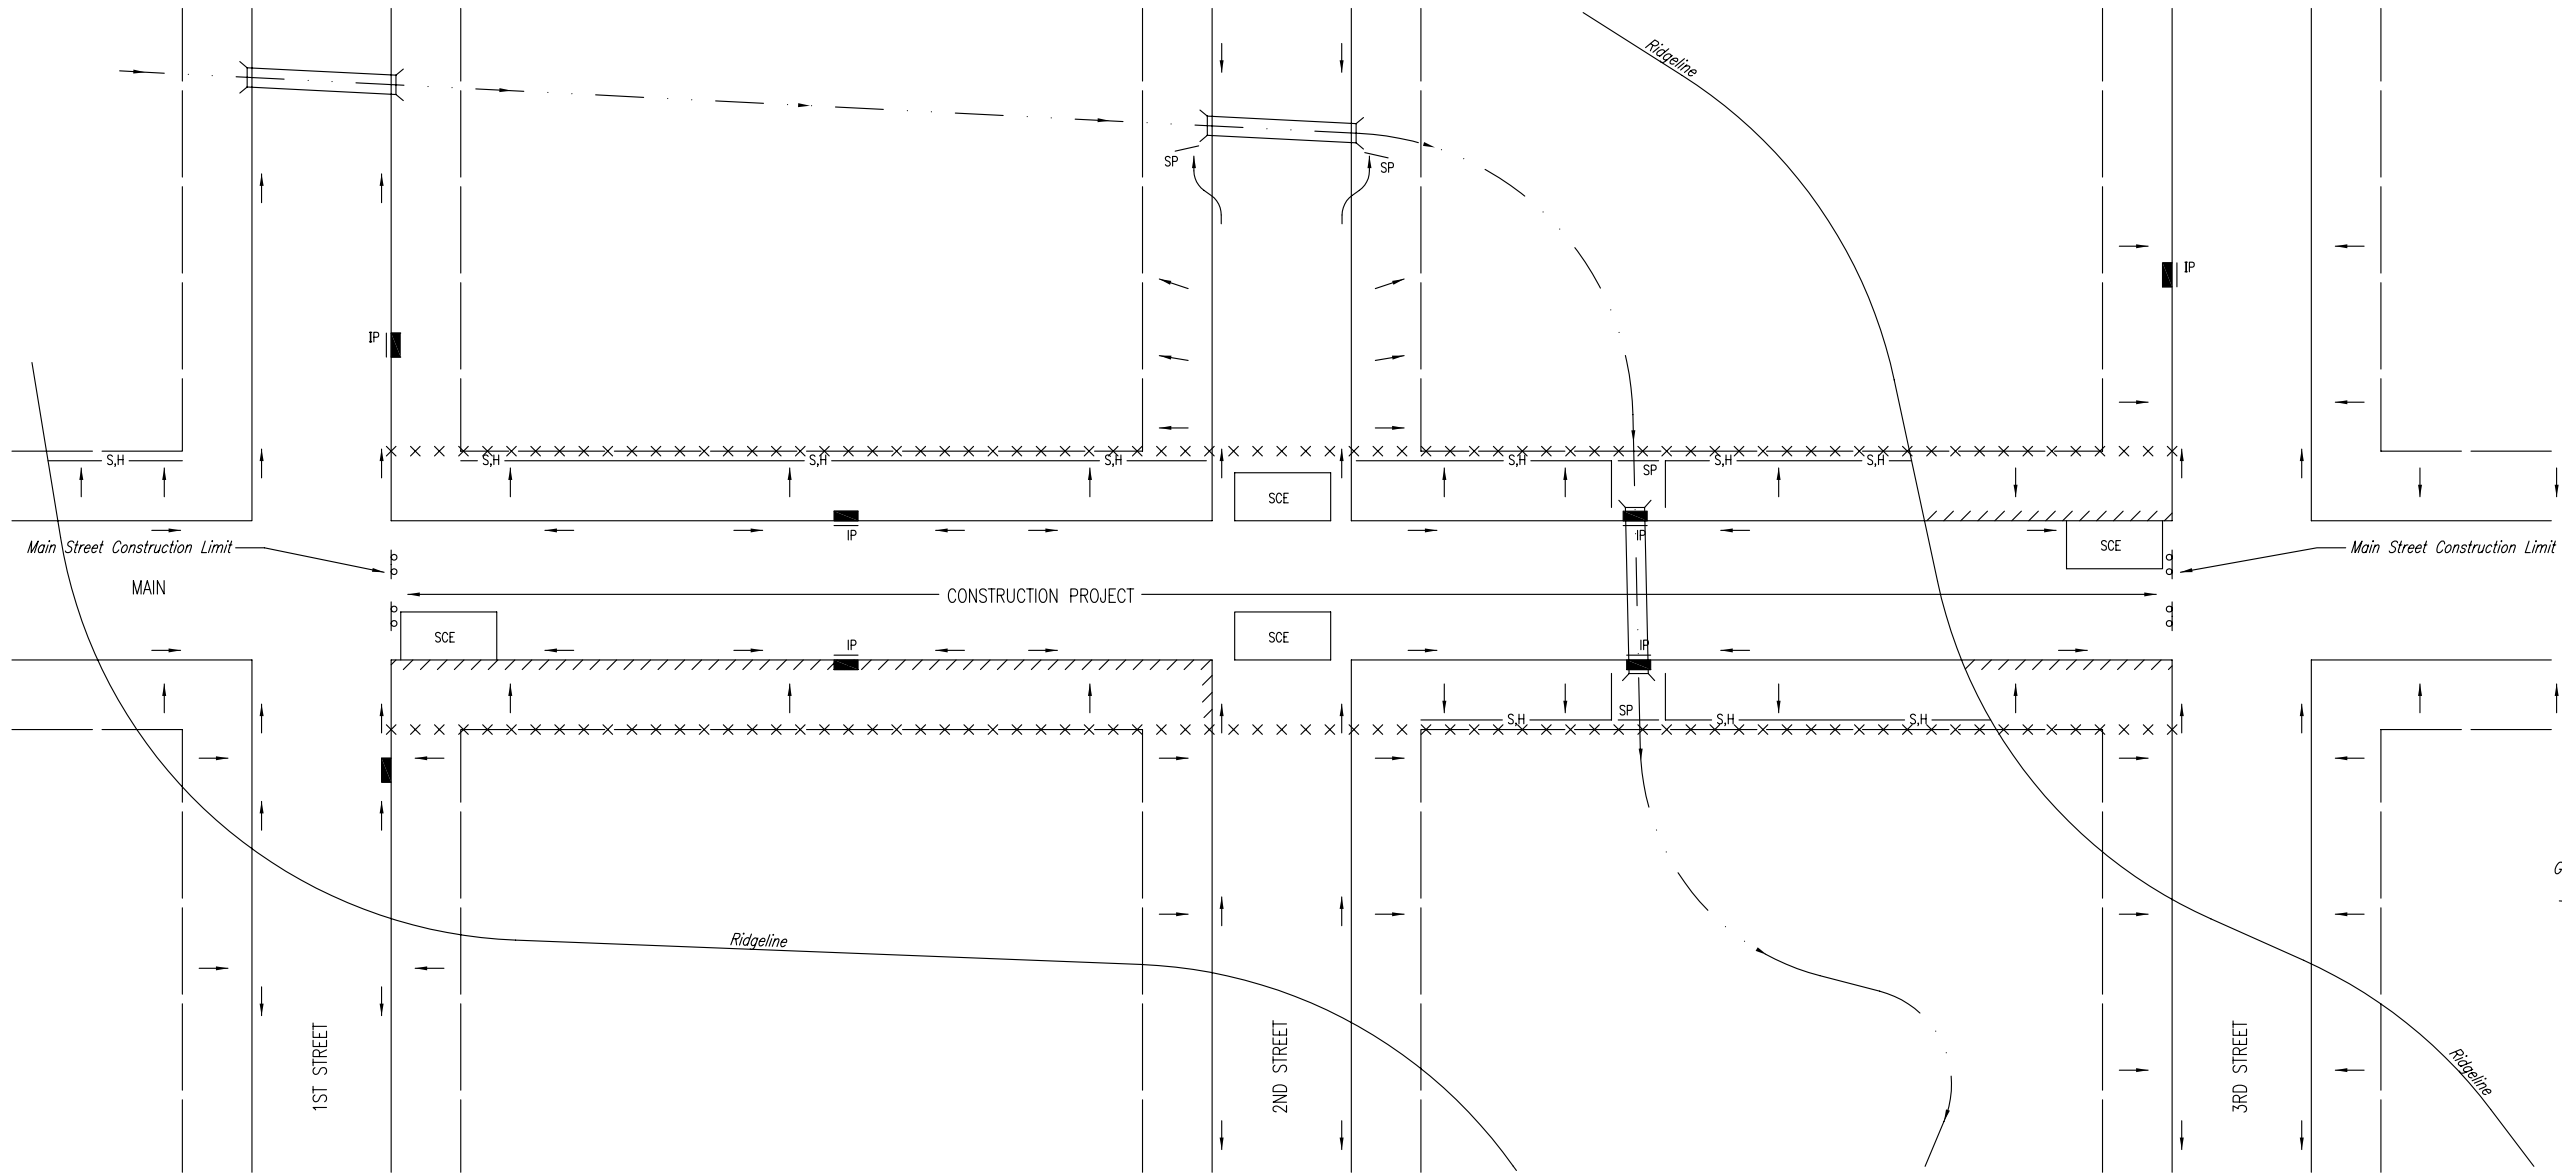 Ridgeline
SP
SP
IP
IP
S,H
S,H
S,H
S,H
S,H
S,H
S,H
SP
SCE
IP
IP
SCE
Main Street Construction Limit
Main Street Construction Limit
MAIN
CONSTRUCTION PROJECT
SCE
SCE
IP
IP
S,H
SP
S,H
S,H
G
Ridgeline
1ST STREET
2ND STREET
3RD STREET
Ridgeline